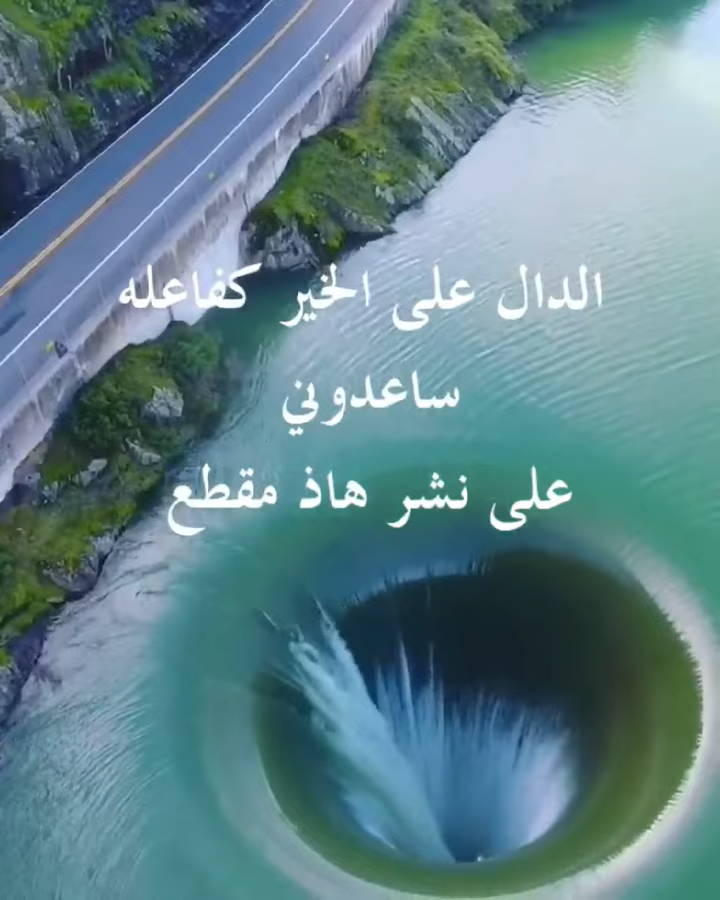 الدال على الخير كفاعله
ساعدوني
على نشر هاذ مقطع